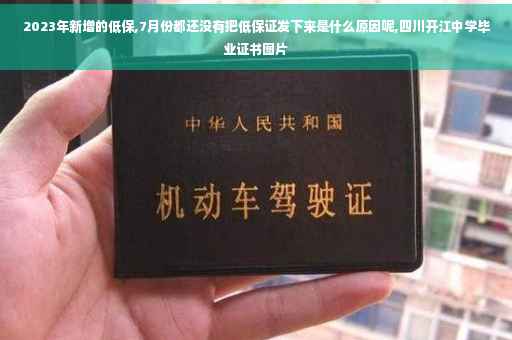 2023年新增的低保,7月份都还没有把低保证发下来是什么原因呢,四川开江中学毕
业证书图片
中华人民共和国
机动车驾驶证